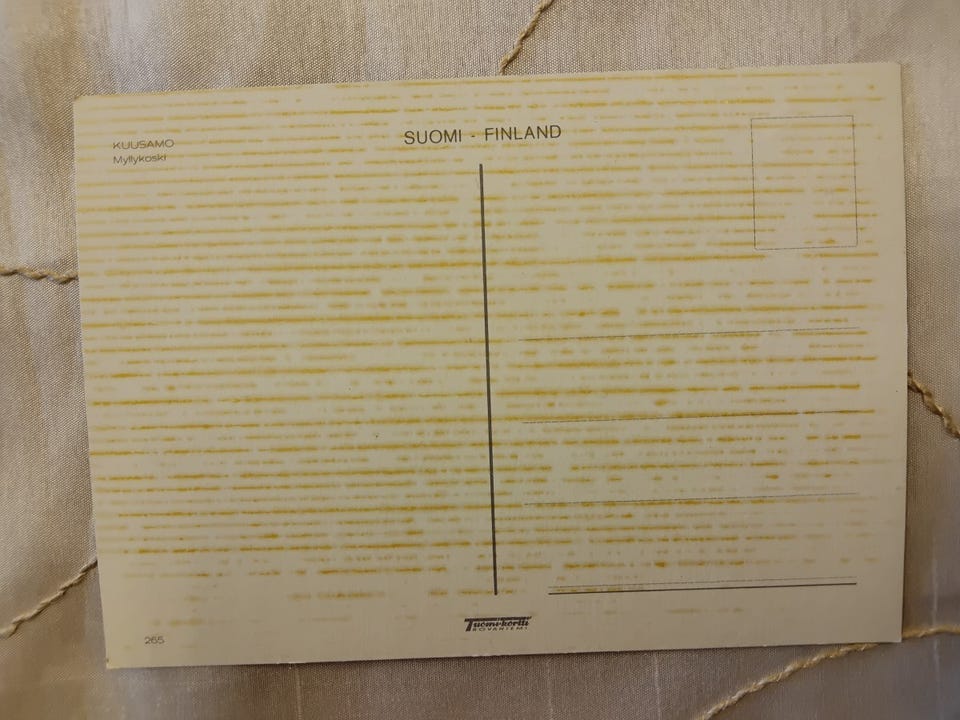 KUUSAMO
Myllykoski
SUOMI - FINLAND
265
Tuomi-kortti
ROVANIEMI